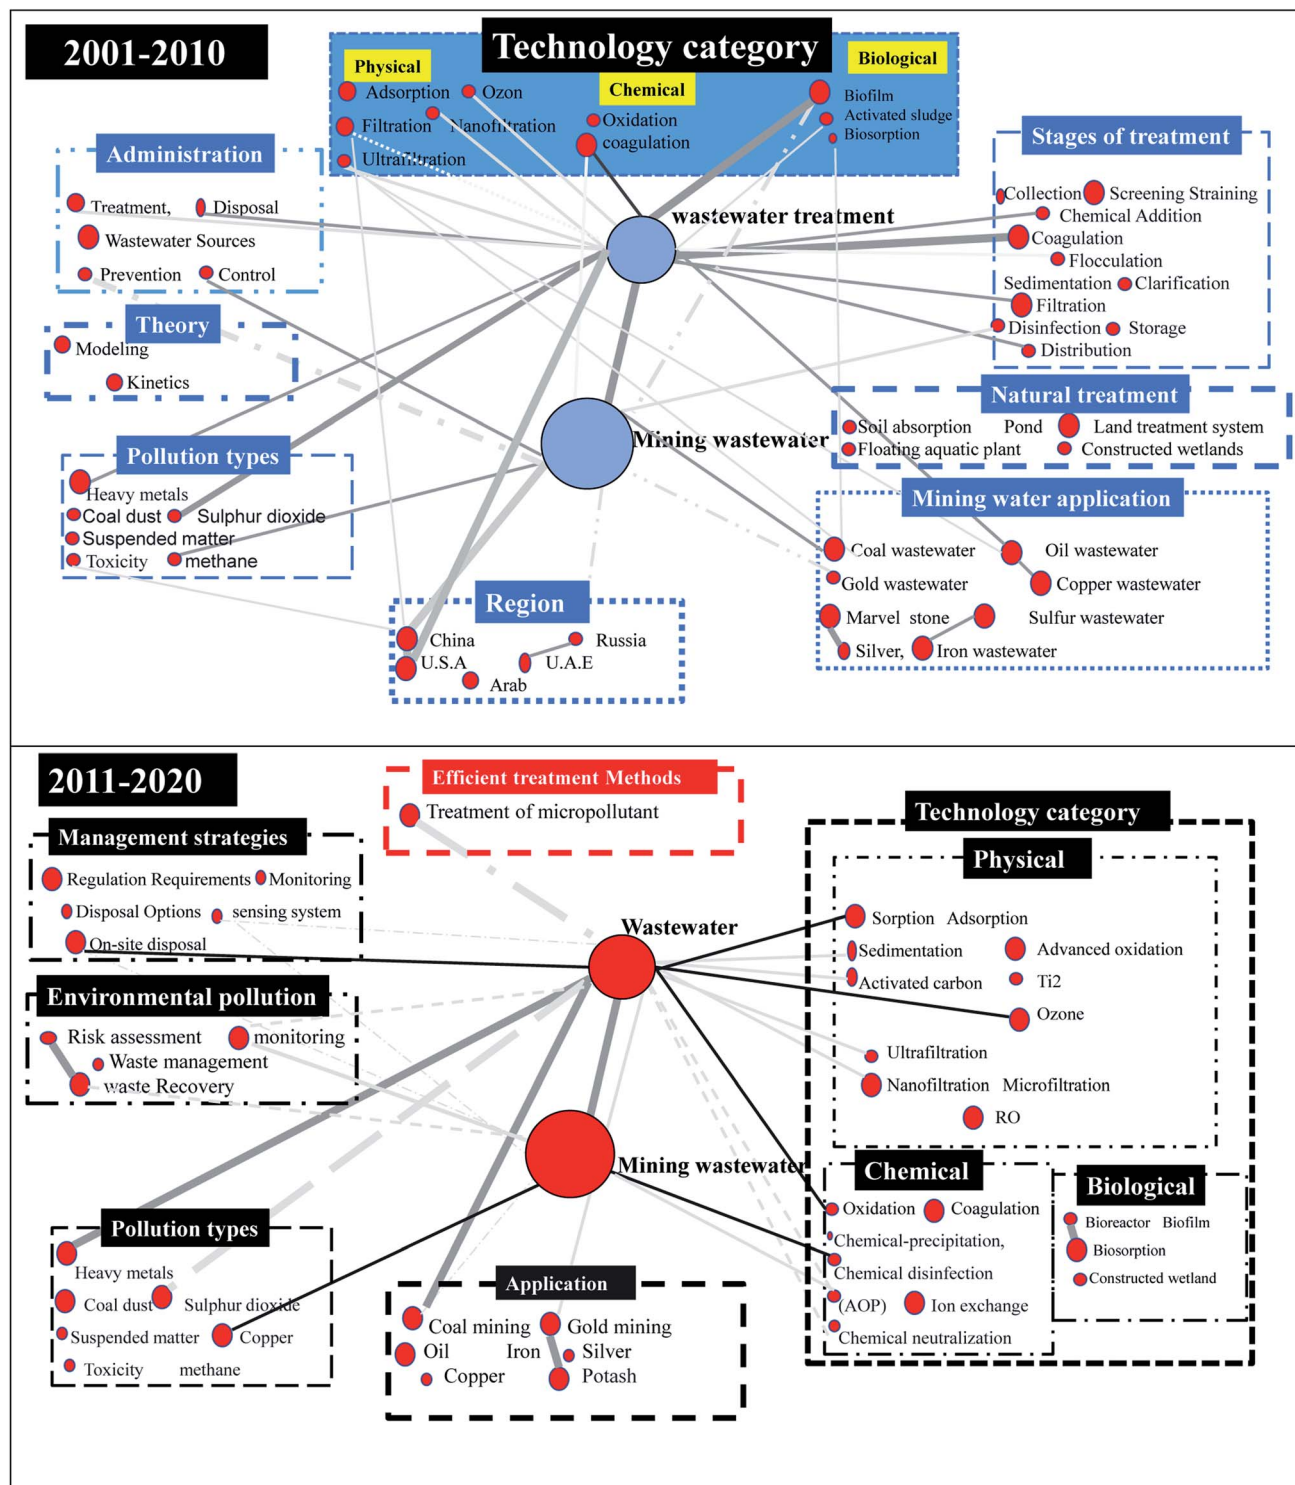 2001-2010
Technology category
Physical
Adsorption
Ozon
Filtration
Nanofiltration
Ultrafiltration
Chemical
Oxidation
coagulation
Biological
Biofilm
Activated sludge
Biosorption
Administration
Treatment,
Disposal
Wastewater Sources
Prevention
Control
Theory
Modeling
Kinetics
Pollution types
Heavy metals
Coal dust
Sulphur dioxide
Suspended matter
Toxicity
methane
wastewater treatment
Mining wastewater
Region
China
Russia
U.S.A
U.A.E
Arab
Stages of treatment
Collection
Screening Straining
Chemical Addition
Coagulation
Flocculation
Sedimentation
Clarification
Filtration
Disinfection
Storage
Distribution
Natural treatment
Soil absorption
Pond
Land treatment system
Floating aquatic plant
Constructed wetlands
Mining water application
Coal wastewater
Oil wastewater
Gold wastewater
Copper wastewater
Marvel stone
Sulfur wastewater
Silver,
Iron wastewater
2011-2020
Efficient treatment Methods
Treatment of micropollutant
Management strategies
Regulation Requirements
Monitoring
Disposal Options
sensing system
On-site disposal
Environmental pollution
Risk assessment
monitoring
Waste management
waste Recovery
Pollution types
Heavy metals
Coal dust
Sulphur dioxide
Suspended matter
Copper
Toxicity
methane
Wastewater
Mining wastewater
Application
Coal mining
Gold mining
Oil
Iron
Silver
Copper
Potash
Technology category
Physical
Sorption Adsorption
Sedimentation
Advanced oxidation
Activated carbon
Ti2
Ozone
Ultrafiltration
Nanofiltration Microfiltration
RO
Chemical
Oxidation
Coagulation
Chemical-precipitation,
Chemical disinfection
(AOP)
Ion exchange
Chemical neutralization
Biological
Bioreactor Biofilm
Biosorption
Constructed wetland